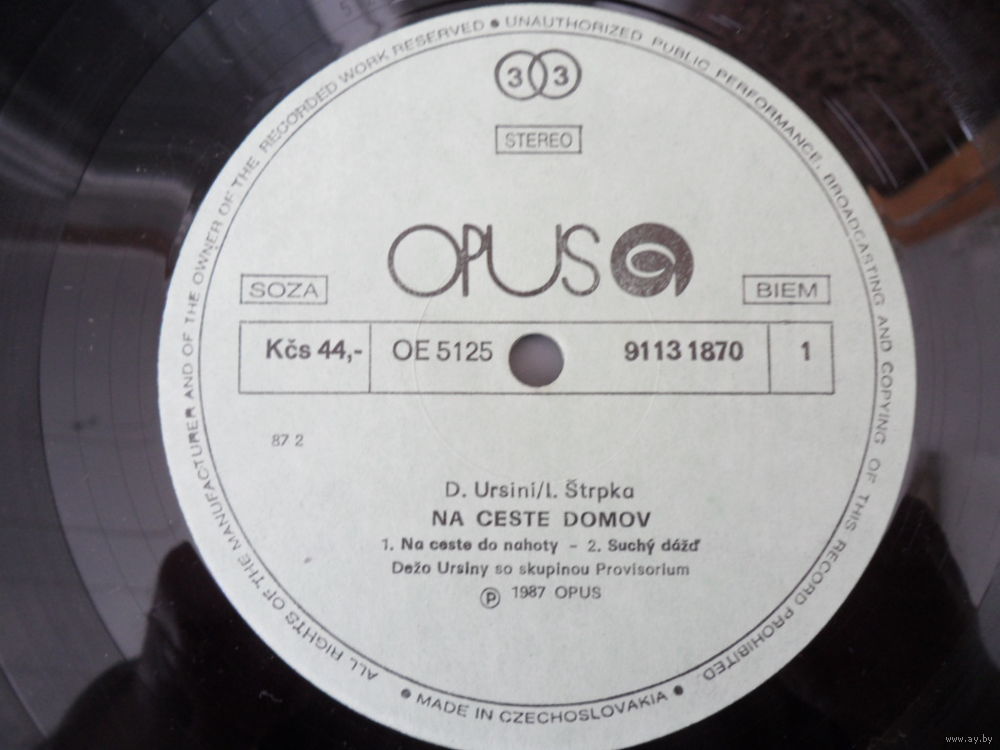 ALL RIGHTS OF THE MANUFACTURER AND OF THE OWNER OF THE RECORDED WORK RESERVED • UNAUTHORIZED PUBLIC PERFORMANCE, BROADCASTING AND COPYING OF THIS RECORD PROHIBITED.
33
STEREO
OPUS
SOZA
BIEM
Kčs 44,- OE 5125 9113 1870 1
87 2
D. Ursini/I. Štrpka
NA CESTE DOMOV
1. Na ceste do nahoty – 2. Suchý dážď
Dežo Ursiny so skupinou Provisorium
Ⓟ 1987 OPUS
• MADE IN CZECHOSLOVAKIA •
www.ay.by